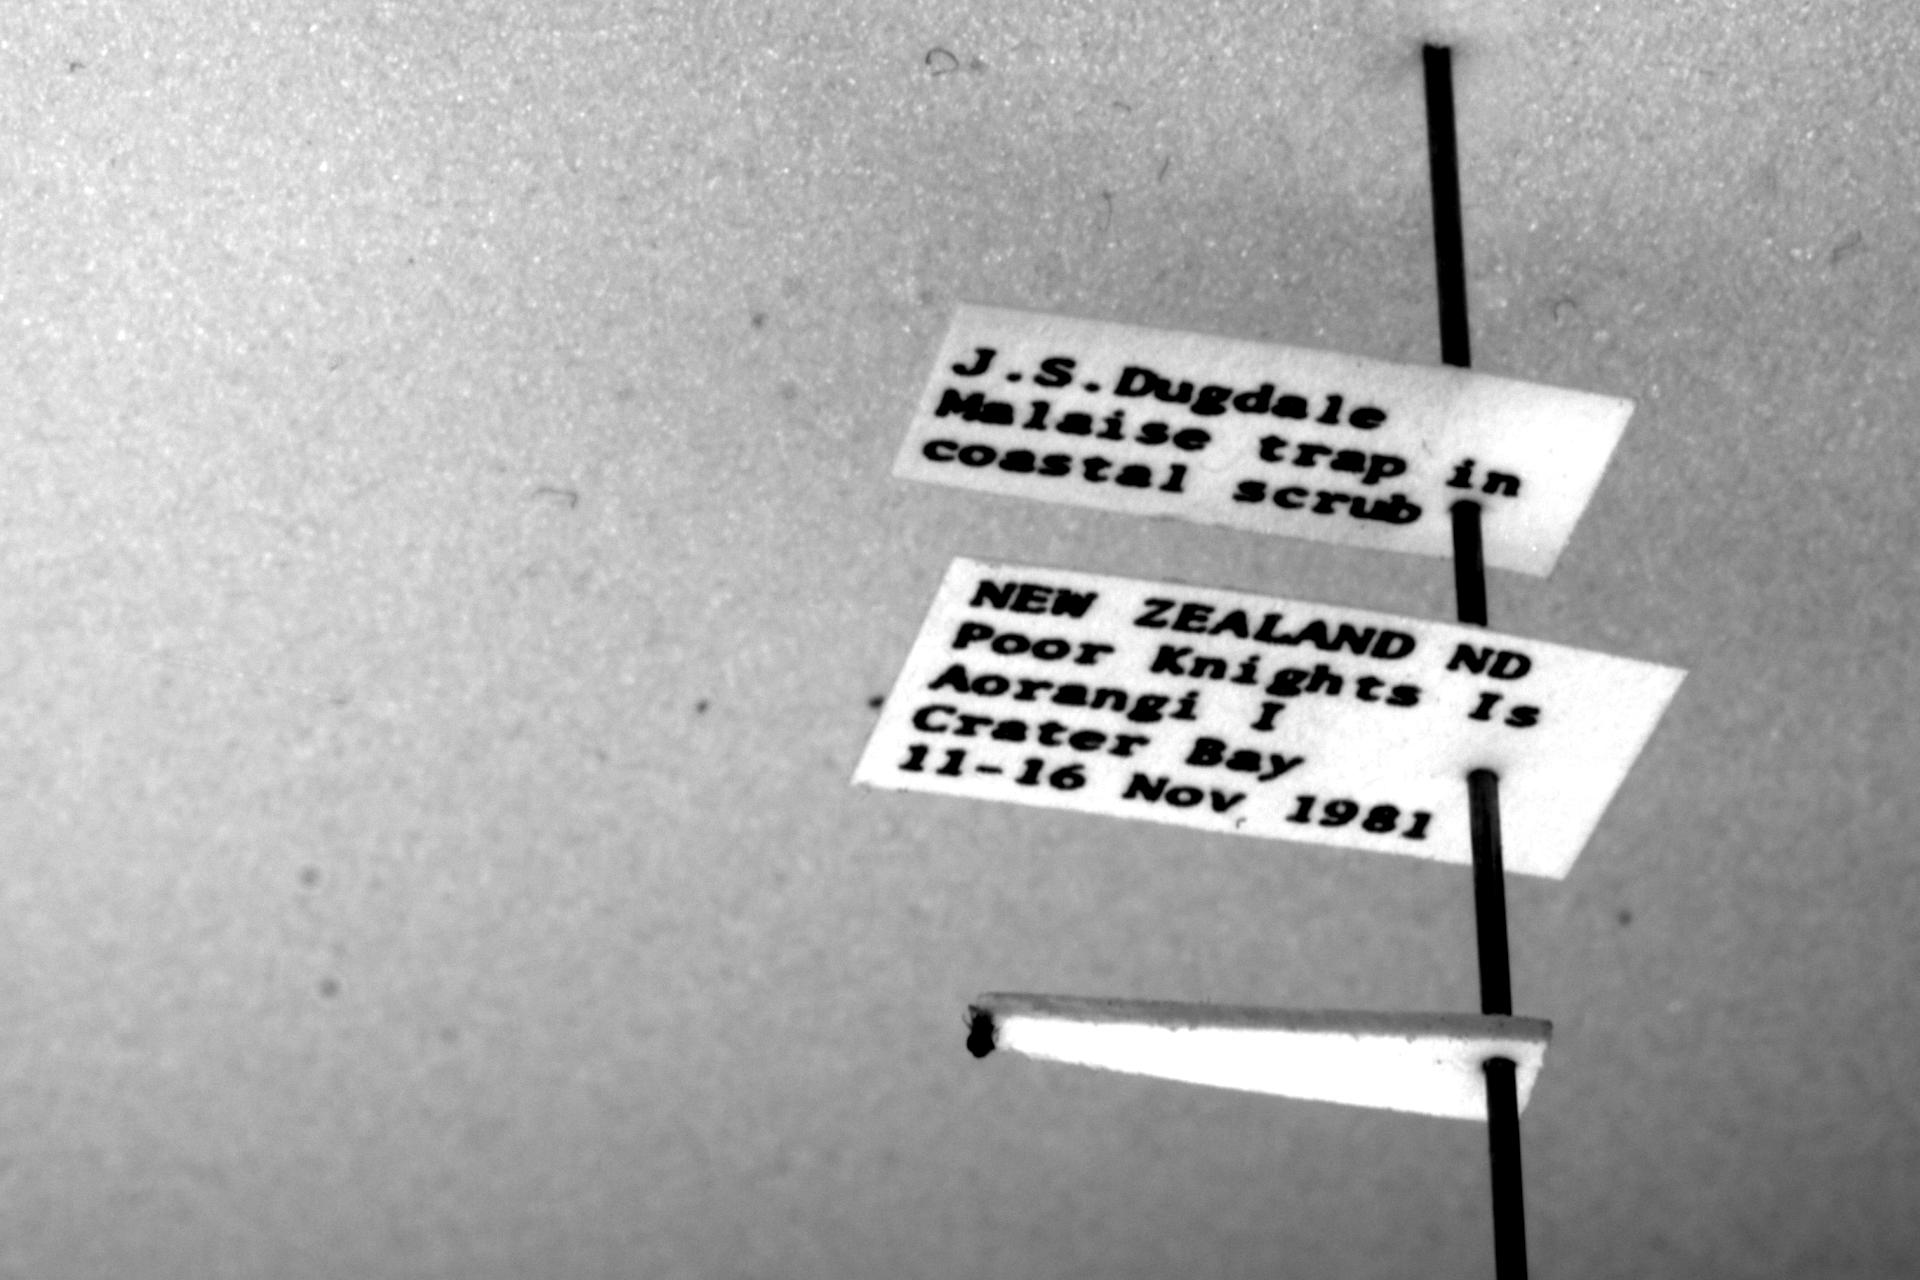 J.S.Dugdale
Malaise trap in
coastal scrub
NEW ZEALAND ND
Poor Knights Is
Aorangi I
Crater Bay
11-16 Nov 1981